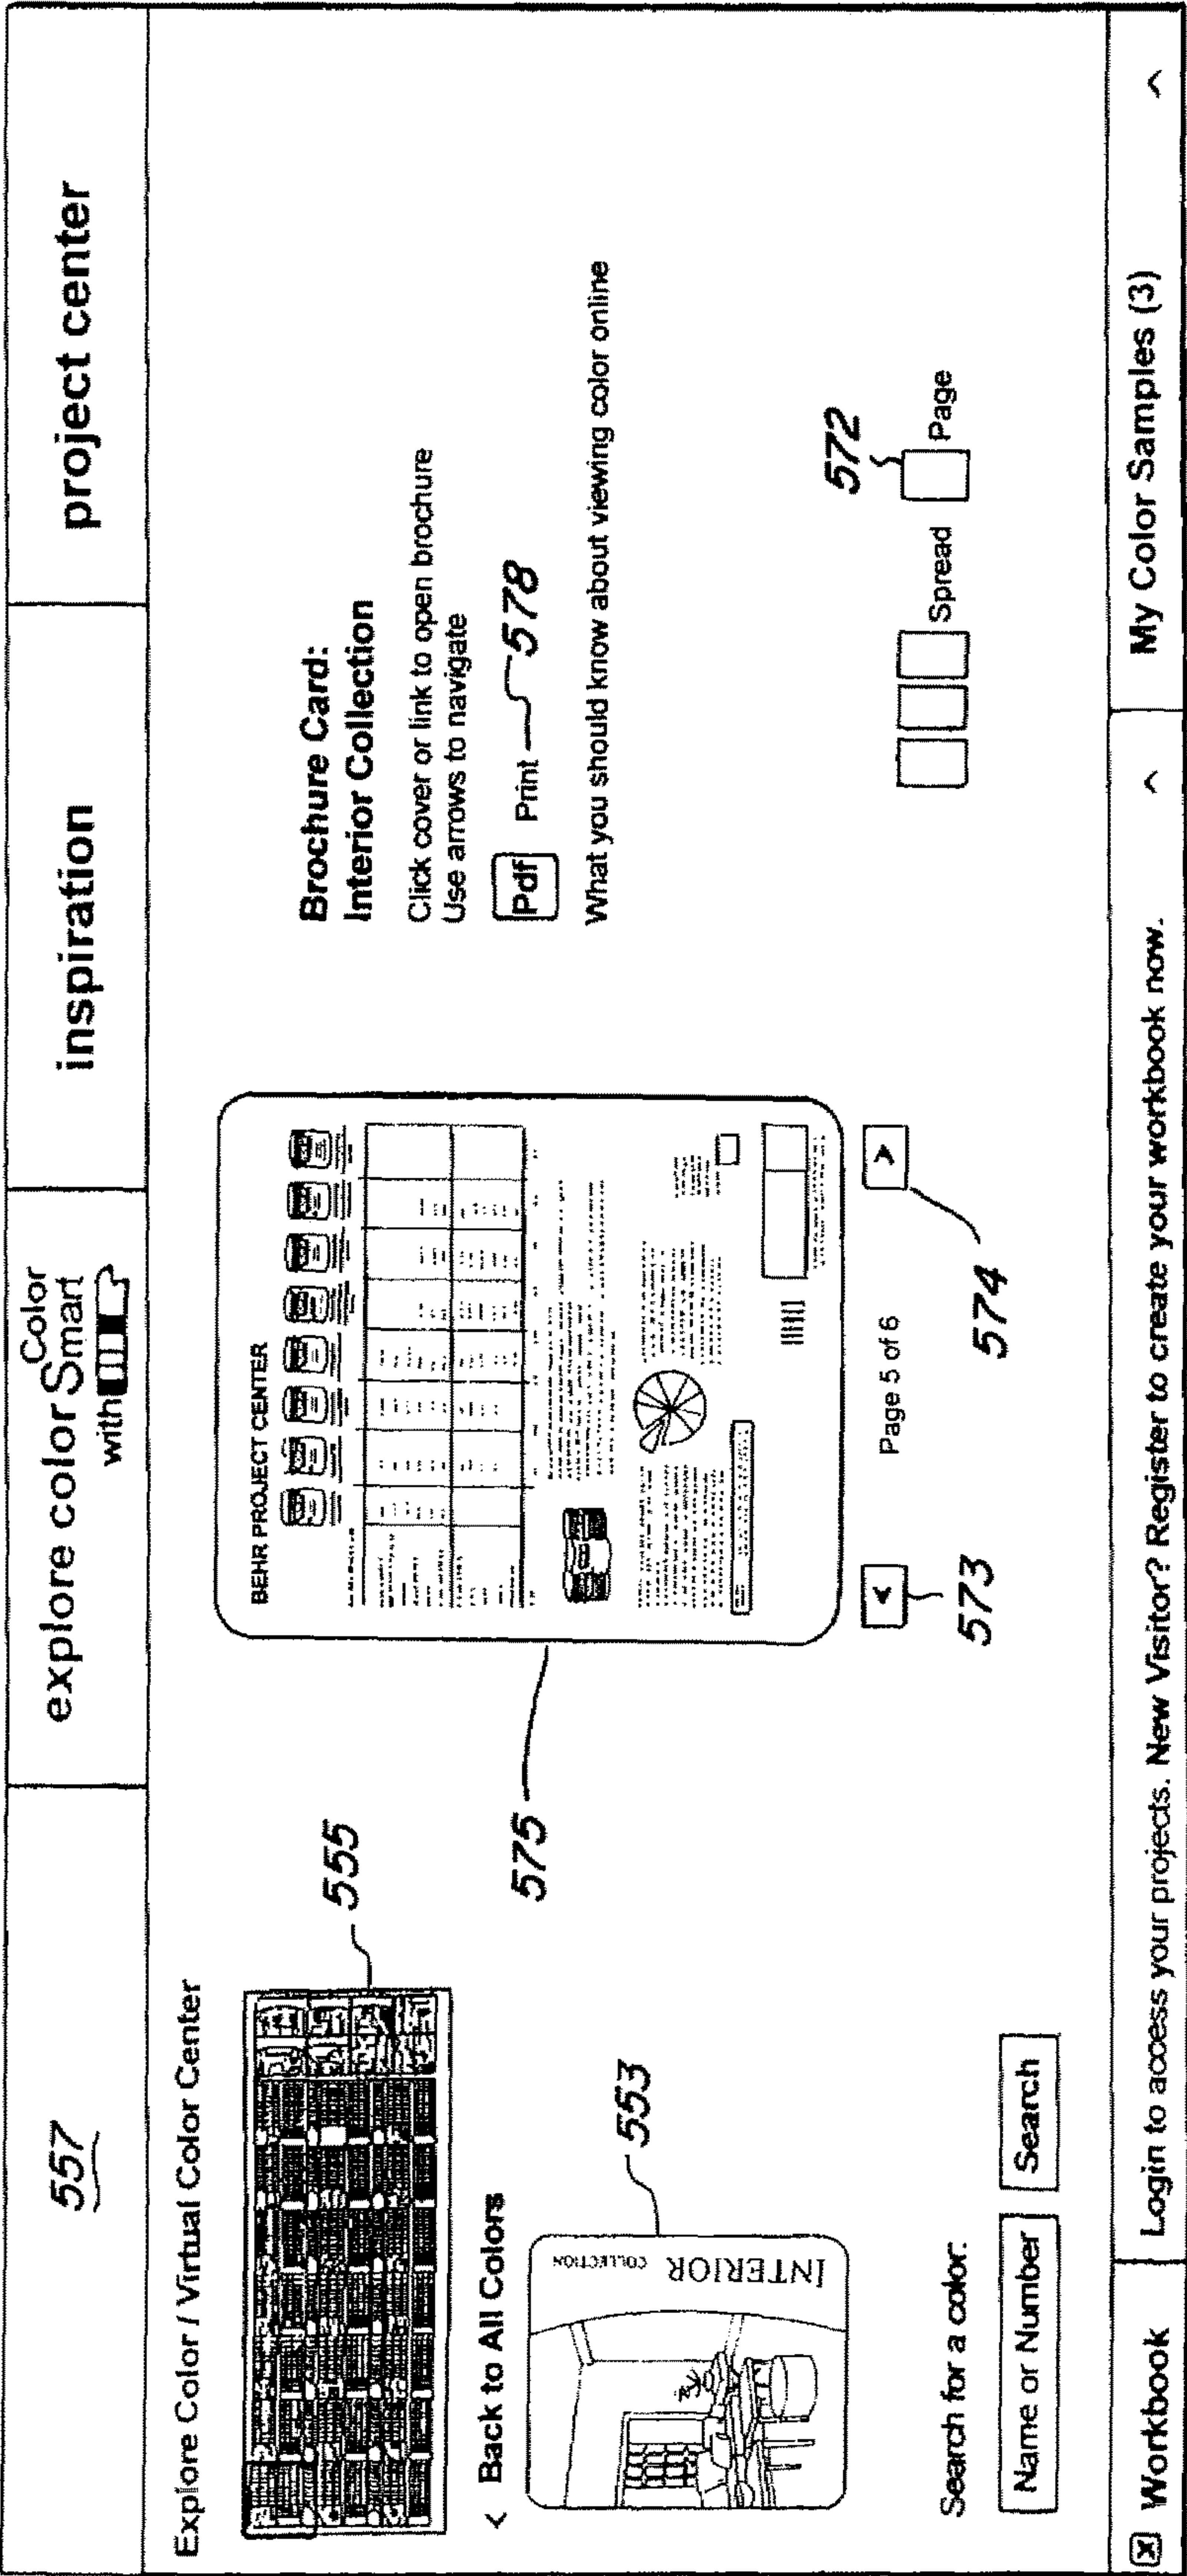 557
explore color
with
Color
Smart
inspiration
project center
Explore Color / Virtual Color Center
555
< Back to All Colors
INTERIOR
COLLECTION
553
Search for a color:
Name or Number
Search
BEHR PROJECT CENTER
575
<
Page 5 of 6
>
573
574
Brochure Card:
Interior Collection
Click cover or link to open brochure
Use arrows to navigate
Pdf
Print
578
What you should know about viewing color online
572
Spread
Page
x
Workbook
Login to access your projects. New Visitor? Register to create your workbook now.
^
My Color Samples (3)
^